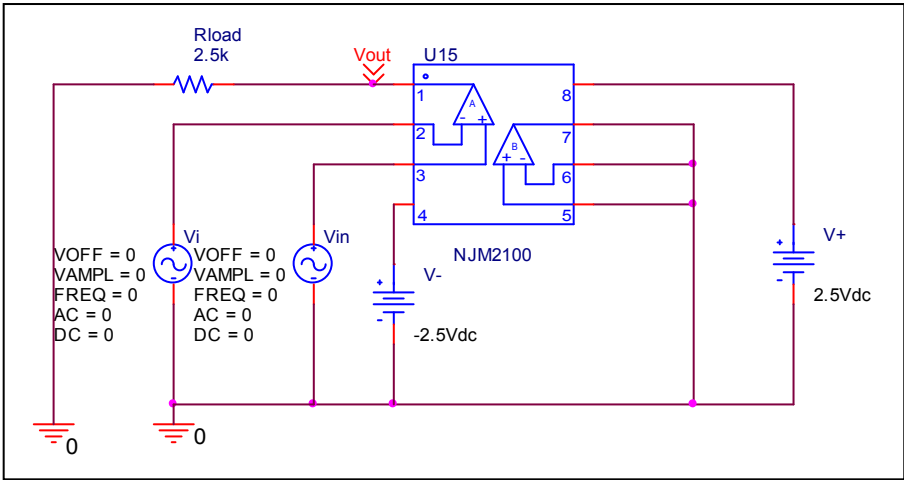 Rload
2.5k
Vout
U15
1
2
3
4
8
7
6
5
A
- +
B
+ -
NJM2100
Vi
+
-
VOFF = 0
VAMPL = 0
FREQ = 0
AC = 0
DC = 0
Vin
+
-
VOFF = 0
VAMPL = 0
FREQ = 0
AC = 0
DC = 0
V-
+
-
-2.5Vdc
V+
+
-
2.5Vdc
0
0